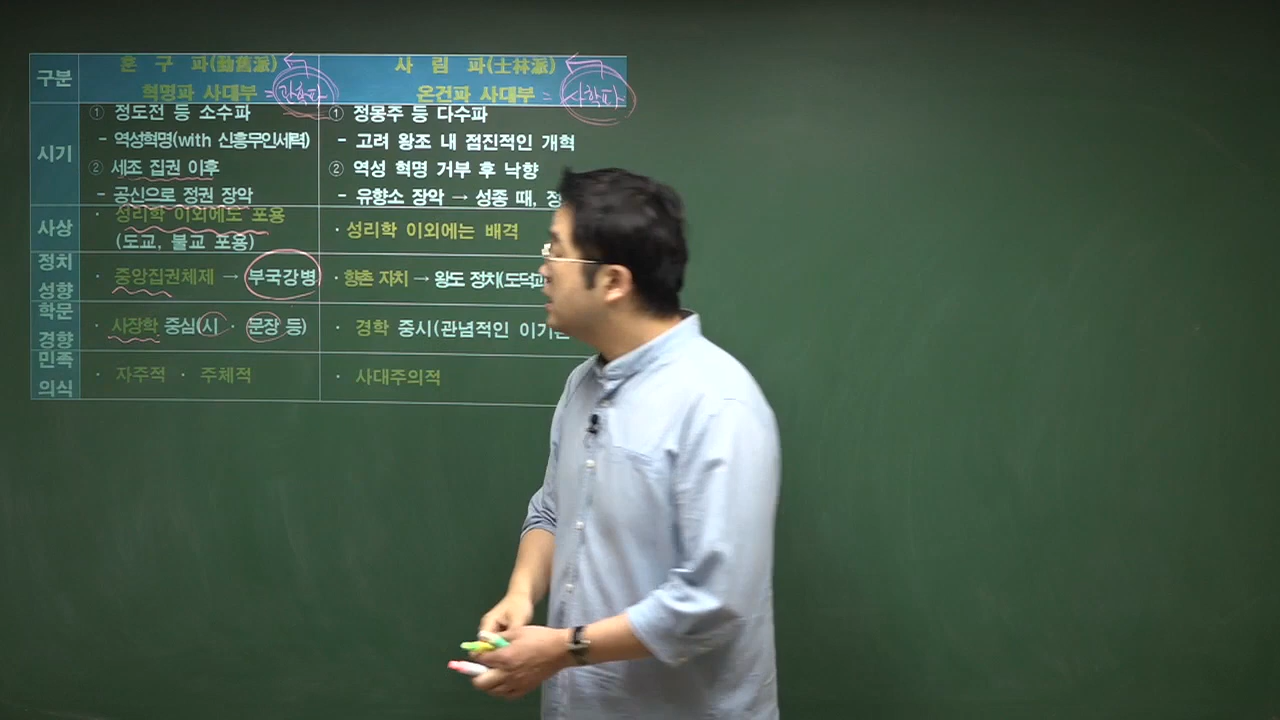 구분
훈 구 파(勳舊派)
혁명파 사대부 = 관학파
사 림 파(士林派)
온건파 사대부 = 사학파
시기
① 정도전 등 소수파
- 역성혁명(with 신흥무인세력)
② 세조 집권 이후
- 공신으로 정권 장악
① 정몽주 등 다수파
- 고려 왕조 내 점진적인 개혁
② 역성 혁명 거부 후 낙향
- 유향소 장악 → 성종 때, 정
사상
· 성리학 이외에도 포용
(도교, 불교 포용)
· 성리학 이외에는 배격
정치
성향
· 중앙집권체제 → 부국강병
· 향촌 자치 → 왕도 정치(도덕
학문
경향
· 사장학 중심(시 · 문장 등)
· 경학 중시(관념적인 이기
민족
의식
· 자주적 · 주체적
· 사대주의적